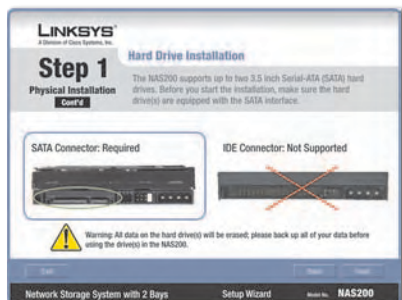 LINKSYS®
A Division of Cisco Systems, Inc.
Step 1
Physical Installation
Cont'd
Hard Drive Installation
The NAS200 supports up to two 3.5 inch Serial-ATA (SATA) hard
drives. Before you start the installation, make sure the hard
drive(s) are equipped with the SATA interface.
SATA Connector: Required
IDE Connector: Not Supported
Warning: All data on the hard drive(s) will be erased; please back up all of your data before
using the drive(s) in the NAS200.
Exit
Next
Network Storage System with 2 Bays
Setup Wizard
Model No.
NAS200